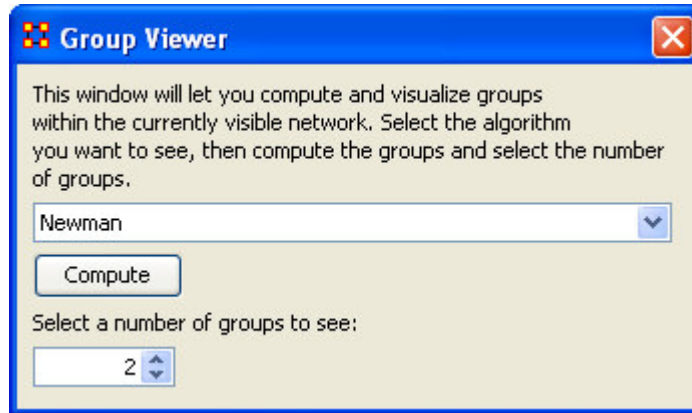 Group Viewer
This window will let you compute and visualize groups
within the currently visible network. Select the algorithm
you want to see, then compute the groups and select the number
of groups.
Newman
Compute
Select a number of groups to see:
2